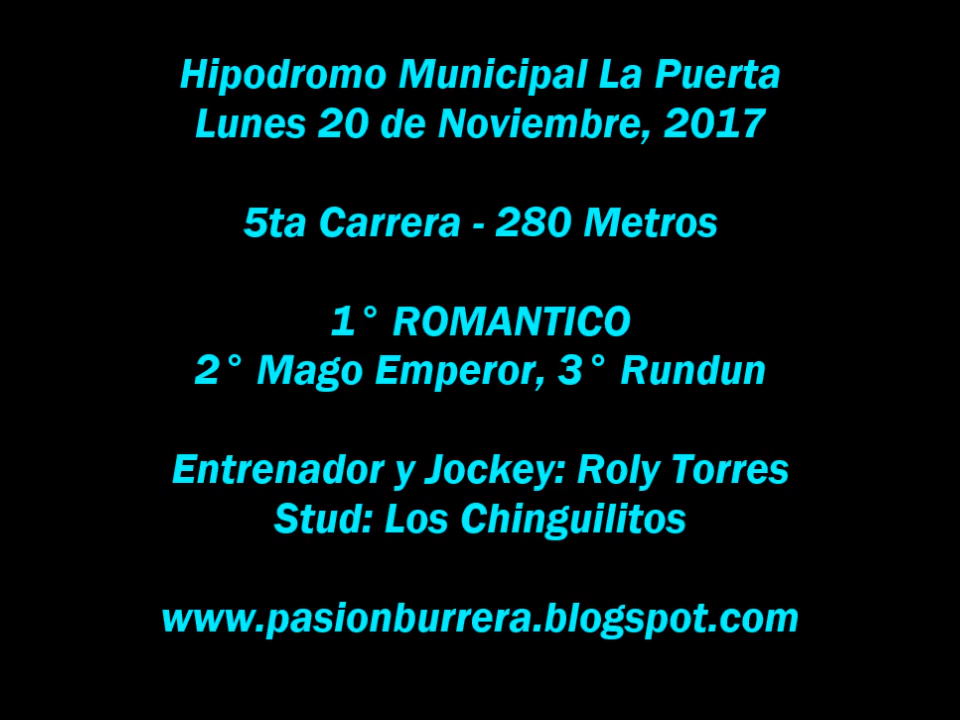 Hipodromo Municipal La Puerta
Lunes 20 de Noviembre, 2017
5ta Carrera - 280 Metros
1° ROMANTICO
2° Mago Emperor, 3° Rundun
Entrenador y Jockey: Roly Torres
Stud: Los Chinguilitos
www.pasionburrera.blogspot.com